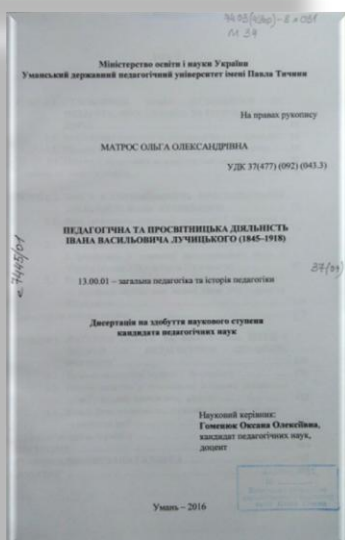 Міністерство освіти і науки України
Уманський державний педагогічний університет імені Павла Тичини
На правах рукопису
МАТРОС ОЛЬГА ОЛЕКСАНДРІВНА
УДК 37(477) (092) (043.3)
ПЕДАГОГІЧНА ТА ПРОСВІТНИЦЬКА ДІЯЛЬНІСТЬ
ІВАНА ВАСИЛЬОВИЧА ЛУЧИЦЬКОГО (1845–1918)
37(09)
13.00.01 – загальна педагогіка та історія педагогіки
Дисертація на здобуття наукового ступеня
кандидата педагогічних наук
Науковий керівник:
Гоменюк Оксана Олексіївна,
кандидат педагогічних наук,
доцент
Умань – 2016